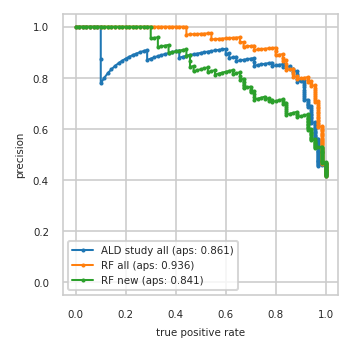 1.0
0.8
0.6
0.4
0.2
0.0
precision
ALD study all (aps: 0.861)
RF all (aps: 0.936)
RF new (aps: 0.841)
0.0 0.2 0.4 0.6 0.8 1.0
true positive rate